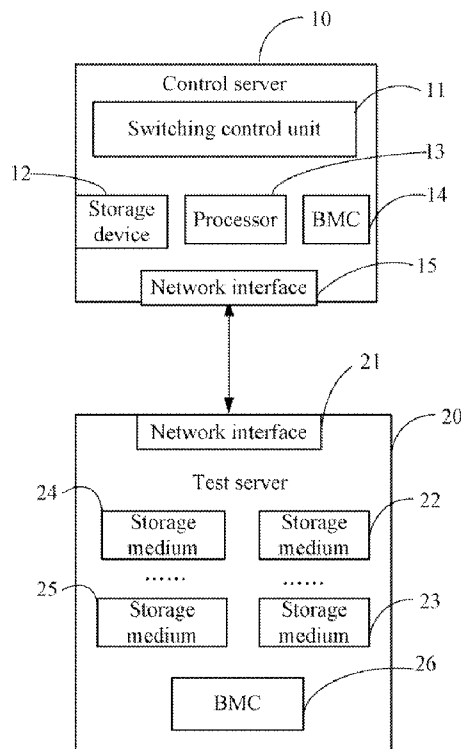 10
Control server
11
Switching control unit
12
13
Storage
device
Processor
BMC
14
Network interface
15
21
Network interface
20
Test server
24
22
Storage
medium
Storage
medium
......
......
25
23
Storage
medium
Storage
medium
26
BMC